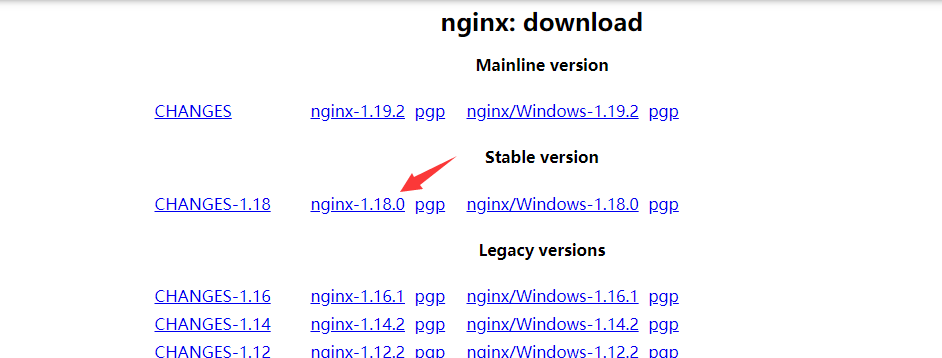 nginx: download
Mainline version
CHANGES nginx-1.19.2 pgp nginx/Windows-1.19.2 pgp
Stable version
CHANGES-1.18 nginx-1.18.0 pgp nginx/Windows-1.18.0 pgp
Legacy versions
CHANGES-1.16 nginx-1.16.1 pgp nginx/Windows-1.16.1 pgp
CHANGES-1.14 nginx-1.14.2 pgp nginx/Windows-1.14.2 pgp
CHANGES-1.12 nginx-1.12.2 pgp nginx/Windows-1.12.2 pgp